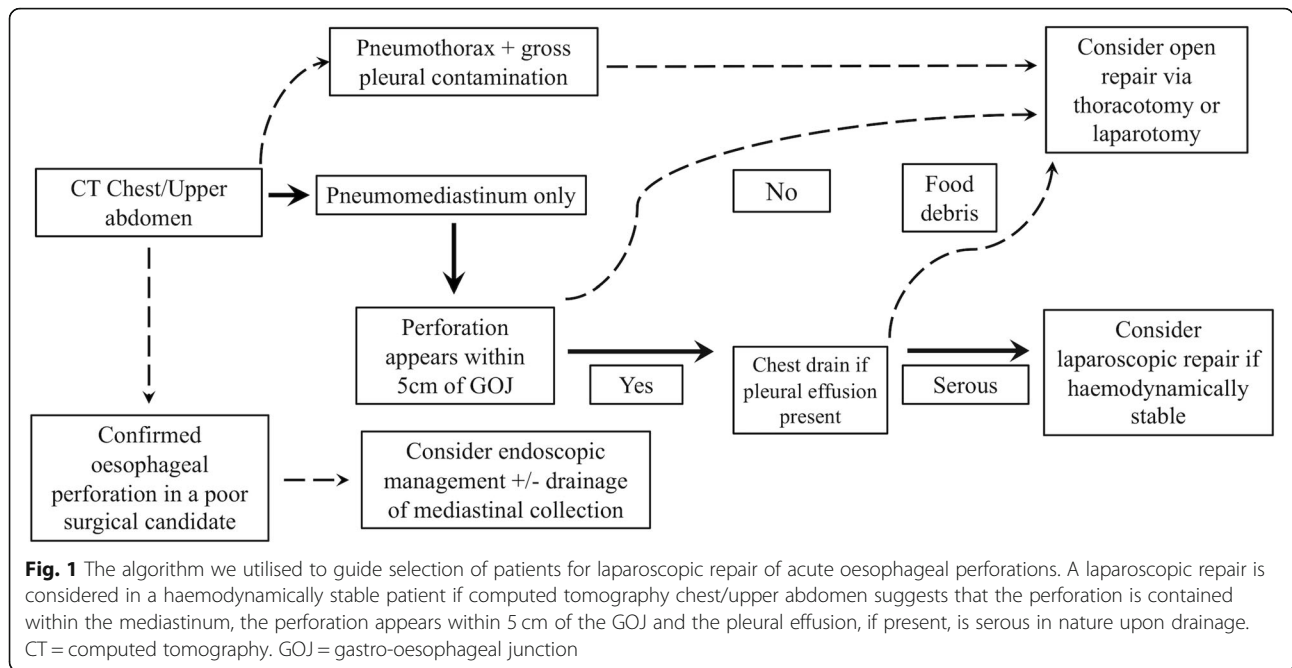 Pneumothorax + gross
pleural contamination
Consider open
repair via
thoracotomy or
laparotomy
CT Chest/Upper
abdomen
Pneumomediastinum only
No
Food
debris
Perforation
appears within
5cm of GOJ
Yes
Chest drain if
pleural effusion
present
Serous
Consider
laparoscopic repair if
haemodynamically
stable
Confirmed
oesophageal
perforation in a poor
surgical candidate
Consider endoscopic
management +/- drainage
of mediastinal collection
Fig. 1 The algorithm we utilised to guide selection of patients for laparoscopic repair of acute oesophageal perforations. A laparoscopic repair is
considered in a haemodynamically stable patient if computed tomography chest/upper abdomen suggests that the perforation is contained
within the mediastinum, the perforation appears within 5 cm of the GOJ and the pleural effusion, if present, is serous in nature upon drainage.
CT = computed tomography. GOJ = gastro-oesophageal junction